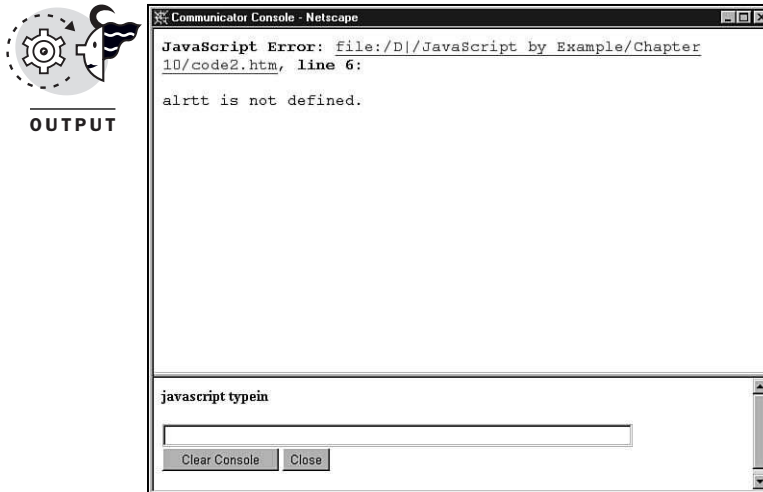 Communicator Console - Netscape
JavaScript Error: file:/D|/JavaScript by Example/Chapter
10/code2.htm, line 6:
alrtt is not defined.
OUTPUT
javascript typein
Clear Console Close